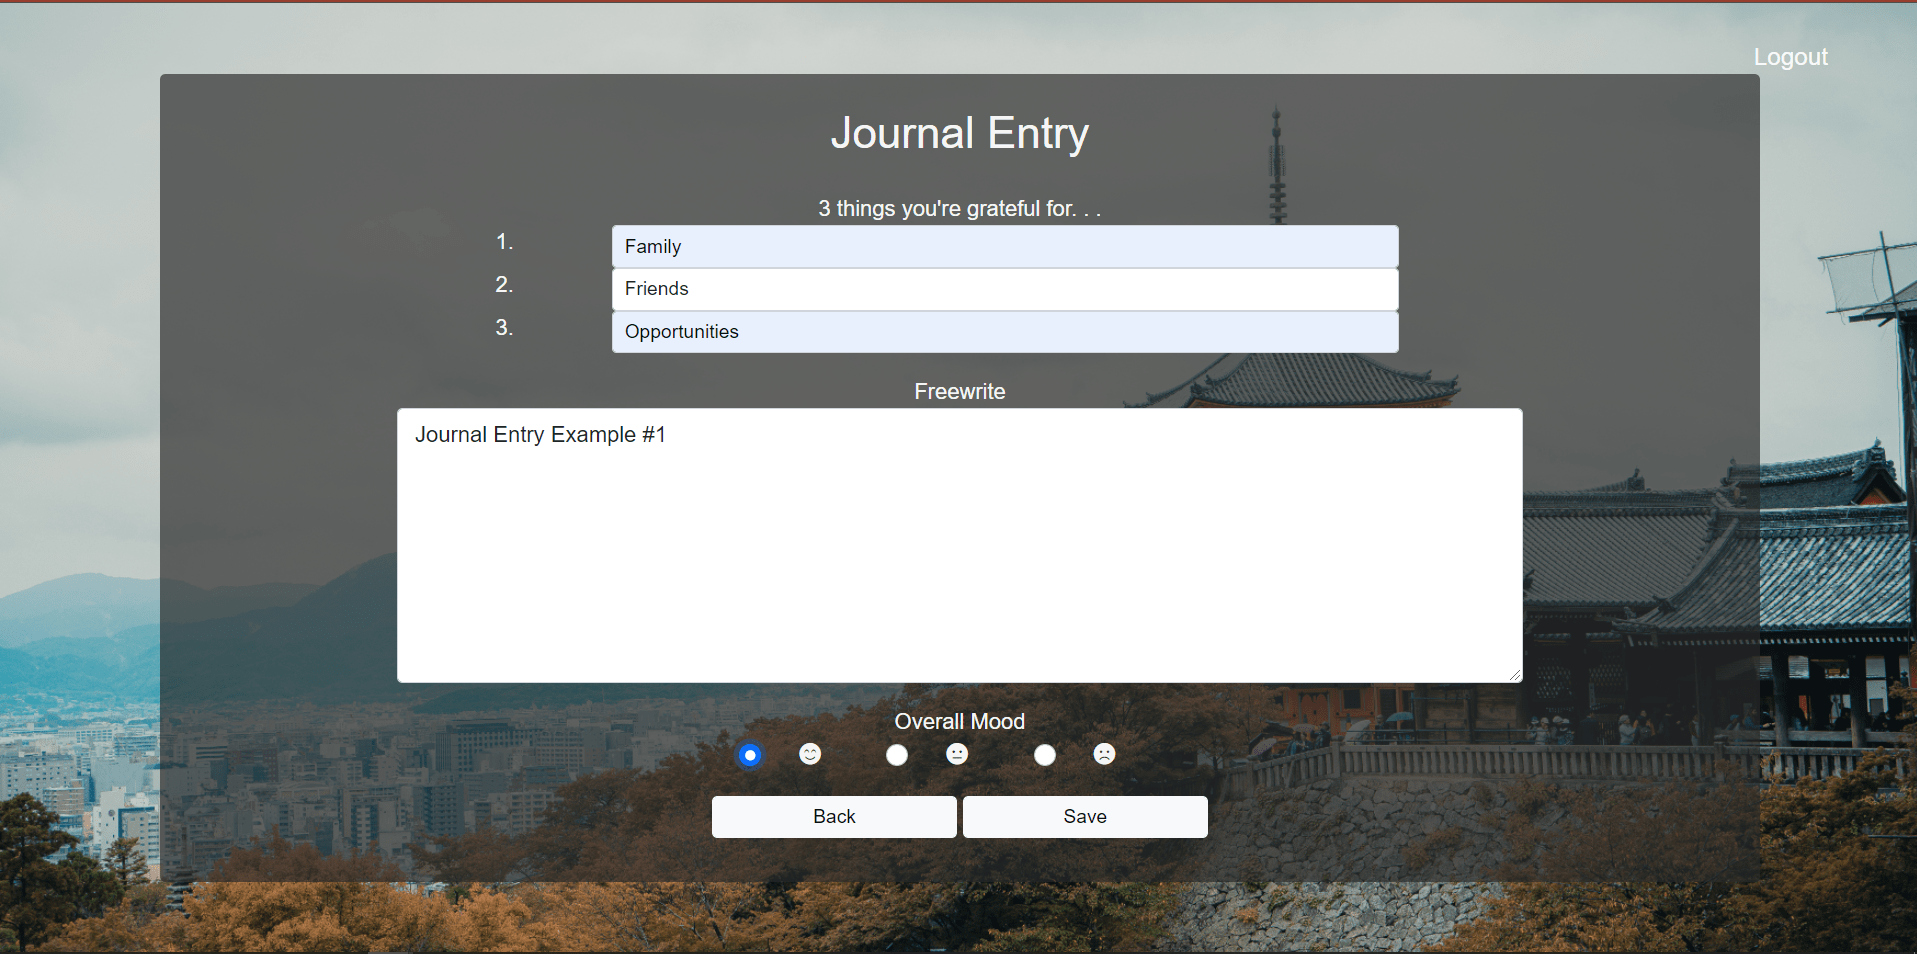 Logout
Journal Entry
3 things you're grateful for. . .
1. Family
2. Friends
3. Opportunities
Freewrite
Journal Entry Example #1
Overall Mood
Back Save